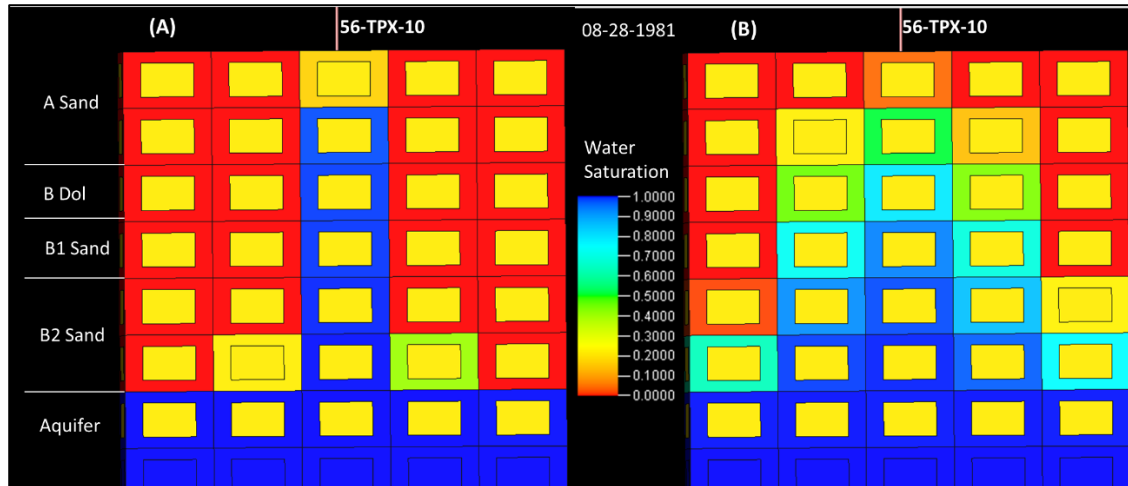 (A)
56-TPX-10
08-28-1981
(B)
56-TPX-10
A Sand
B Dol
B1 Sand
B2 Sand
Aquifer
Water
Saturation
1.0000
0.9000
0.8000
0.7000
0.6000
0.5000
0.4000
0.3000
0.2000
0.1000
0.0000